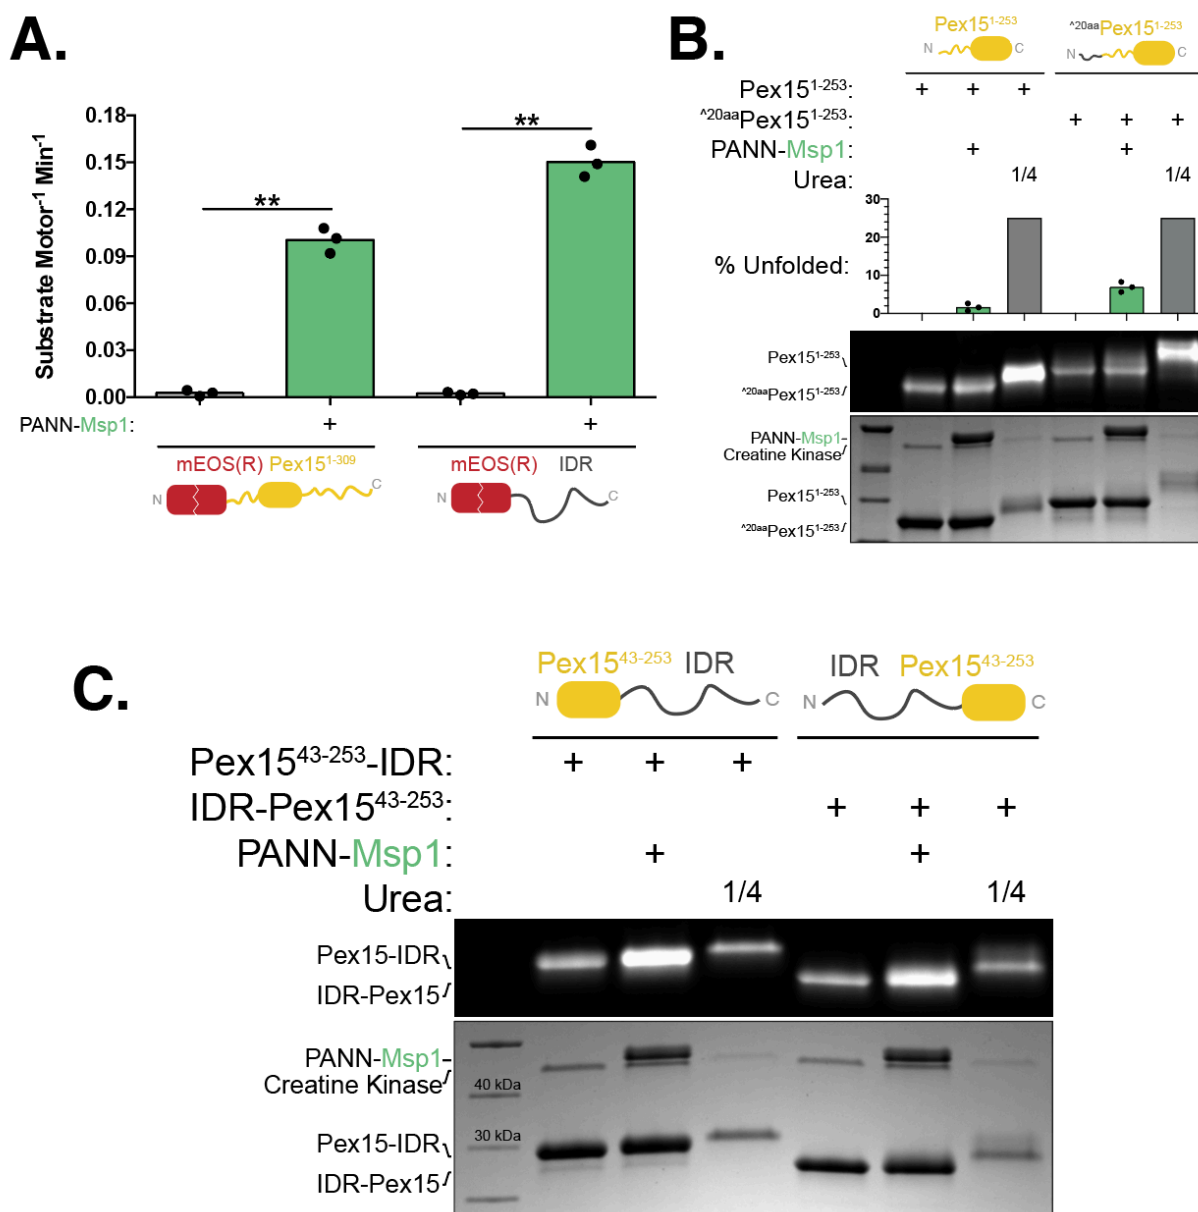 A.
Substrate Motor⁻¹ Min⁻¹
0.18
0.15
0.12
0.09
0.06
0.03
0.00
**
**
PANN-Msp1: + +
mEOS(R) Pex15¹⁻³⁰⁹
N C
mEOS(R) IDR
N C
B.
Pex15¹⁻²⁵³ ^20aaPex15¹⁻²⁵³
N C N C
Pex15¹⁻²⁵³: + + +
^20aaPex15¹⁻²⁵³: + + +
PANN-Msp1: + +
Urea: 1/4 1/4
% Unfolded:
30
20
10
0
Pex15¹⁻²⁵³
^20aaPex15¹⁻²⁵³
PANN-Msp1-
Creatine Kinase
Pex15¹⁻²⁵³
^20aaPex15¹⁻²⁵³
C.
Pex15⁴³⁻²⁵³ IDR IDR Pex15⁴³⁻²⁵³
N C N C
Pex15⁴³⁻²⁵³-IDR: + + +
IDR-Pex15⁴³⁻²⁵³: + + +
PANN-Msp1: + +
Urea: 1/4 1/4
Pex15-IDR
IDR-Pex15
PANN-Msp1-
Creatine Kinase
40 kDa
30 kDa
Pex15-IDR
IDR-Pex15